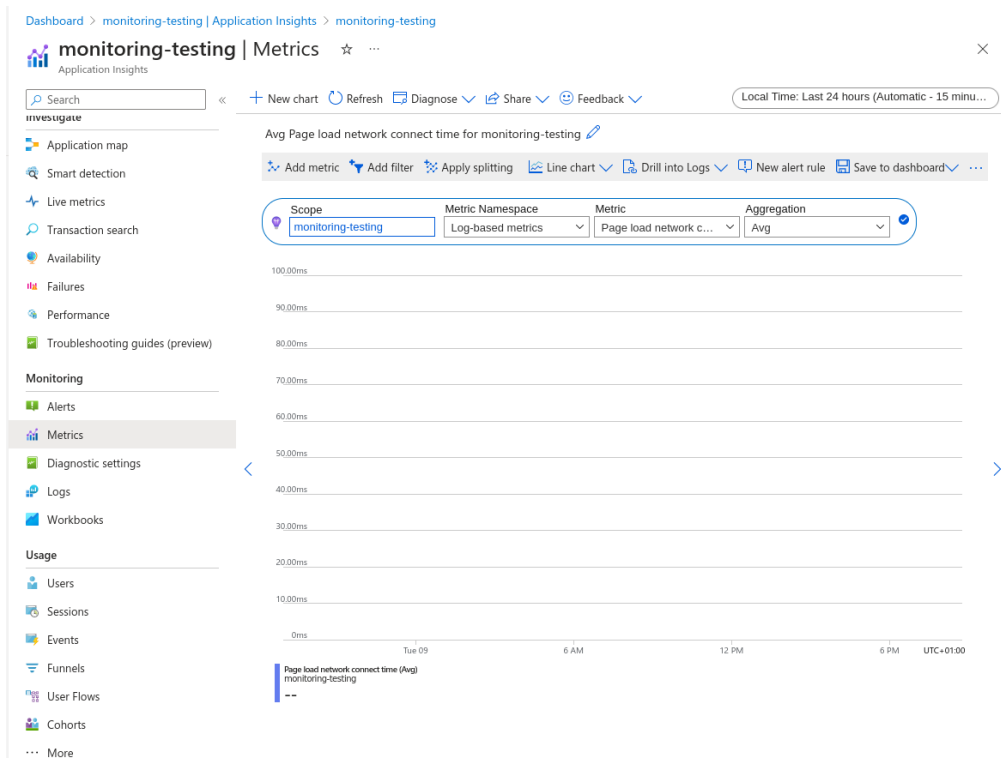 Dashboard > monitoring-testing | Application Insights > monitoring-testing
monitoring-testing | Metrics
Application Insights
Search
«
Investigate
Application map
Smart detection
Live metrics
Transaction search
Availability
Failures
Performance
Troubleshooting guides (preview)
Monitoring
Alerts
Metrics
Diagnostic settings
Logs
Workbooks
Usage
Users
Sessions
Events
Funnels
User Flows
Cohorts
More
New chart Refresh Diagnose Share Feedback
Local Time: Last 24 hours (Automatic - 15 minu...
Avg Page load network connect time for monitoring-testing
Add metric Add filter Apply splitting Line chart Drill into Logs New alert rule Save to dashboard ...
Scope Metric Namespace Metric Aggregation
monitoring-testing Log-based metrics Page load network c... Avg
100.00ms
90.00ms
80.00ms
70.00ms
60.00ms
50.00ms
40.00ms
30.00ms
20.00ms
10.00ms
0ms
Tue 09 6 AM 12 PM 6 PM UTC+01:00
Page load network connect time (Avg)
monitoring-testing
--